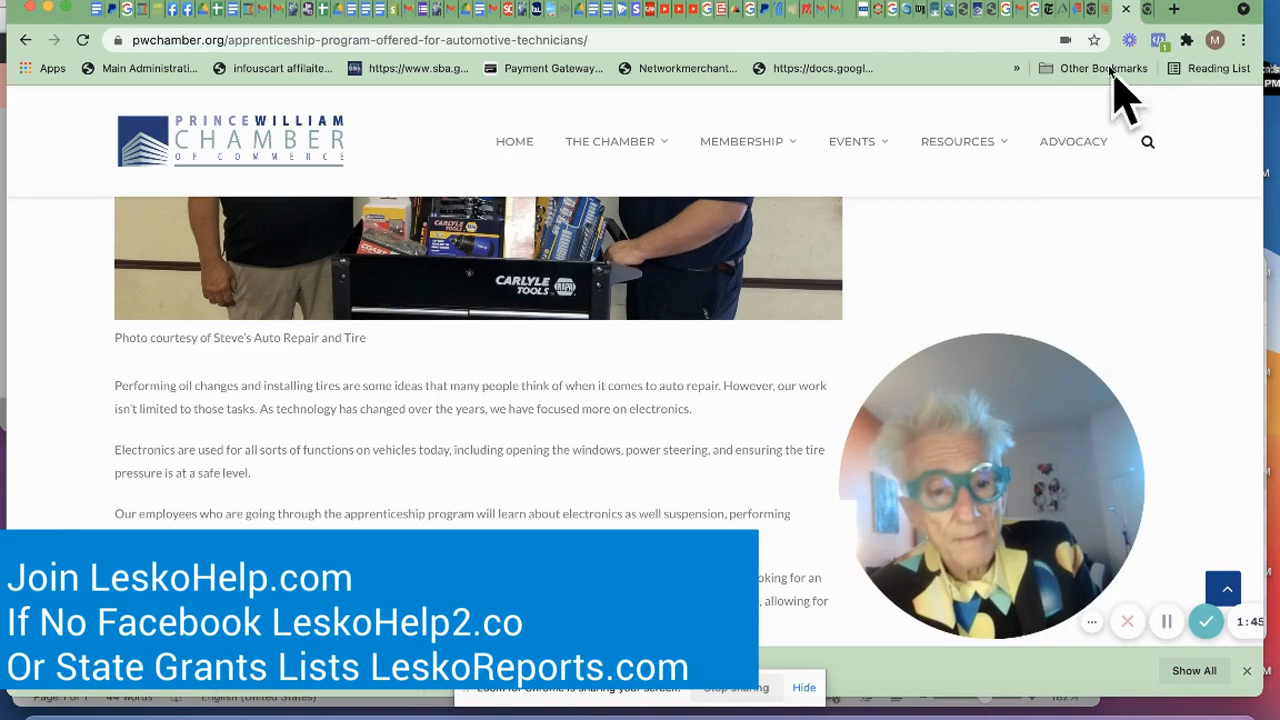 pwchamber.org/apprenticeship-program-offered-for-automotive-technicians/
M
Apps Main Administrati... infouscart affilaite... https://www.sba.g... Payment Gateway... Networkmerchant... https://docs.googl... » Other Bookmarks Reading List
PRINCE WILLIAM
CHAMBER
OF COMMERCE
HOME THE CHAMBER MEMBERSHIP EVENTS RESOURCES ADVOCACY
CARLYLE
TOOLS NAPA
Photo courtesy of Steve's Auto Repair and Tire
Performing oil changes and installing tires are some ideas that many people think of when it comes to auto repair. However, our work
isn't limited to those tasks. As technology has changed over the years, we have focused more on electronics.
Electronics are used for all sorts of functions on vehicles today, including opening the windows, power steering, and ensuring the tire
pressure is at a safe level.
Our employees who are going through the apprenticeship program will learn about electronics as well suspension, performing
oking for an
, allowing for
Join LeskoHelp.com
If No Facebook LeskoHelp2.co
Or State Grants Lists LeskoReports.com
1:45
Show All
Stop sharing Hide